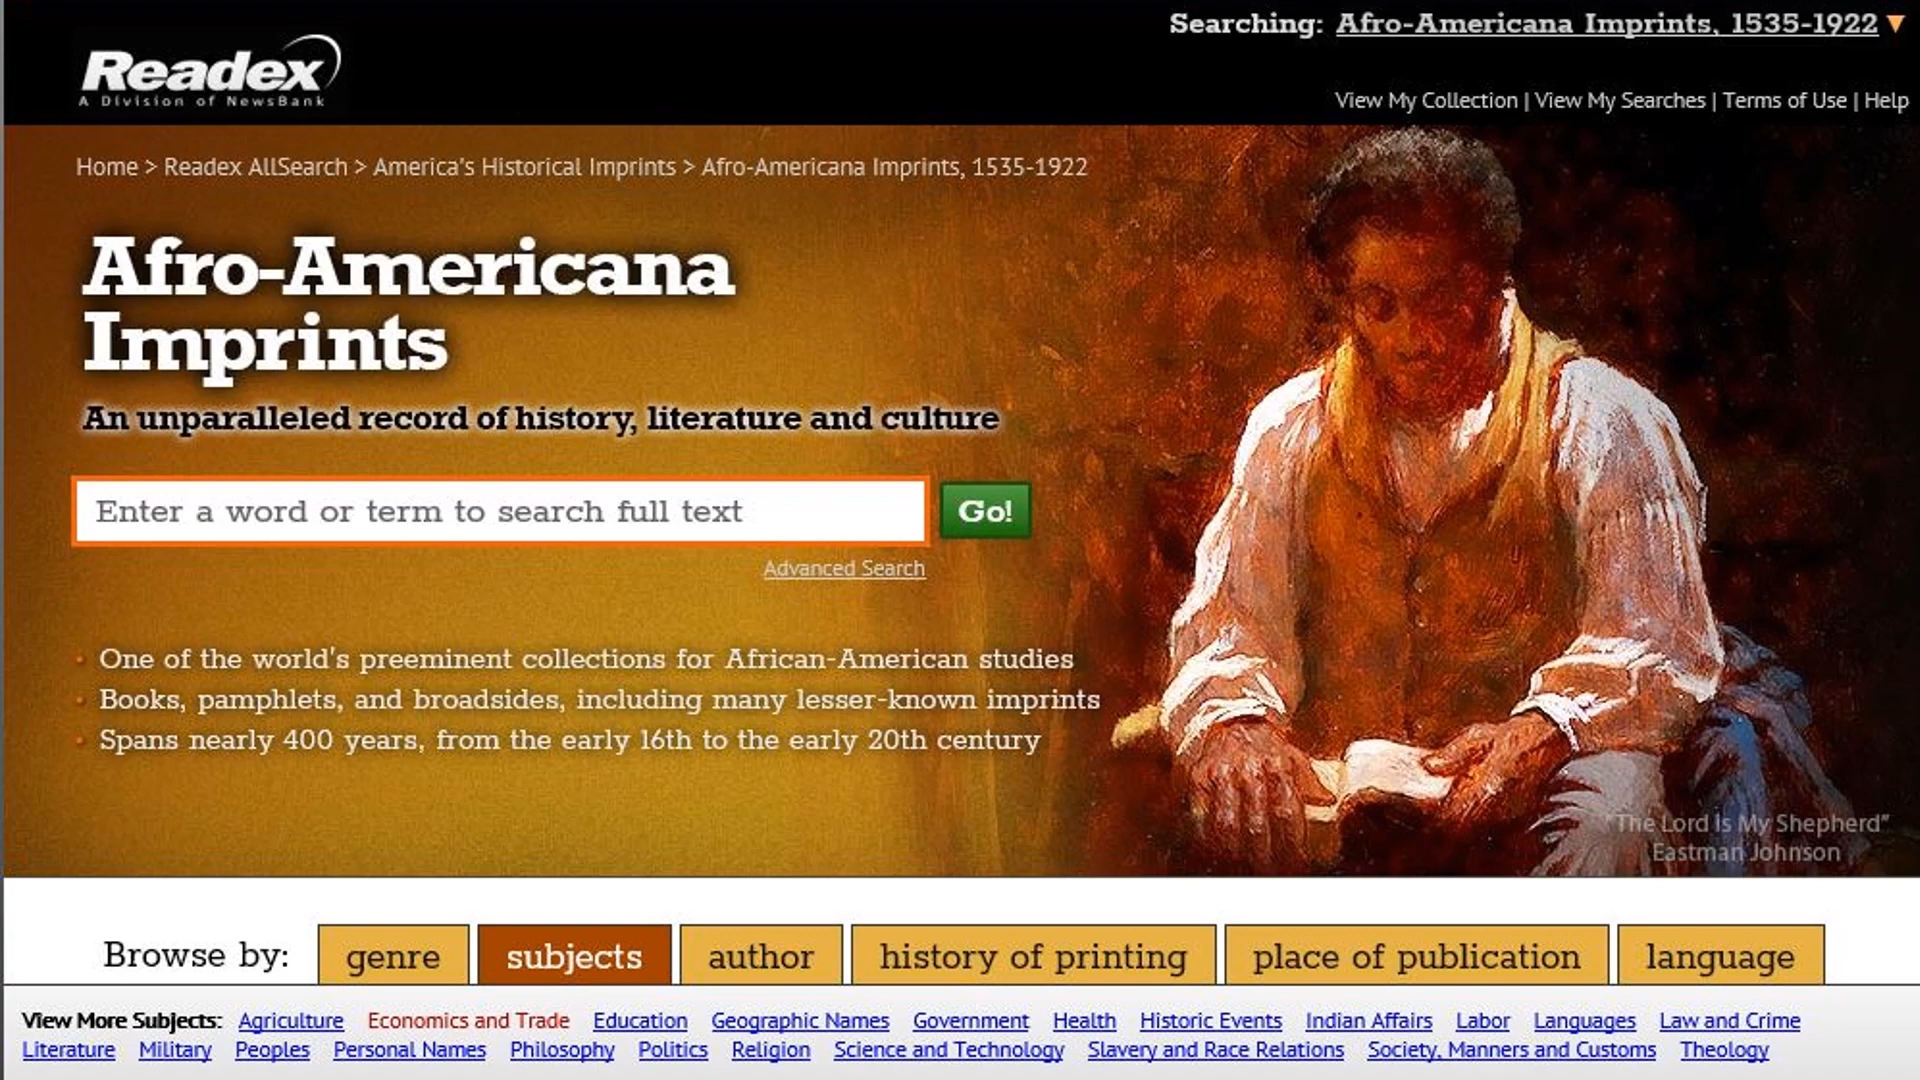 Searching: Afro-Americana Imprints, 1535-1922 ▼
Readex
A Division of NewsBank
View My Collection | View My Searches | Terms of Use | Help
Home > Readex AllSearch > America's Historical Imprints > Afro-Americana Imprints, 1535-1922
Afro-Americana
Imprints
An unparalleled record of history, literature and culture
Enter a word or term to search full text
Go!
Advanced Search
• One of the world's preeminent collections for African-American studies
• Books, pamphlets, and broadsides, including many lesser-known imprints
• Spans nearly 400 years, from the early 16th to the early 20th century
"The Lord is My Shepherd"
Eastman Johnson
Browse by: genre subjects author history of printing place of publication language
View More Subjects: Agriculture Economics and Trade Education Geographic Names Government Health Historic Events Indian Affairs Labor Languages Law and Crime
Literature Military Peoples Personal Names Philosophy Politics Religion Science and Technology Slavery and Race Relations Society, Manners and Customs Theology